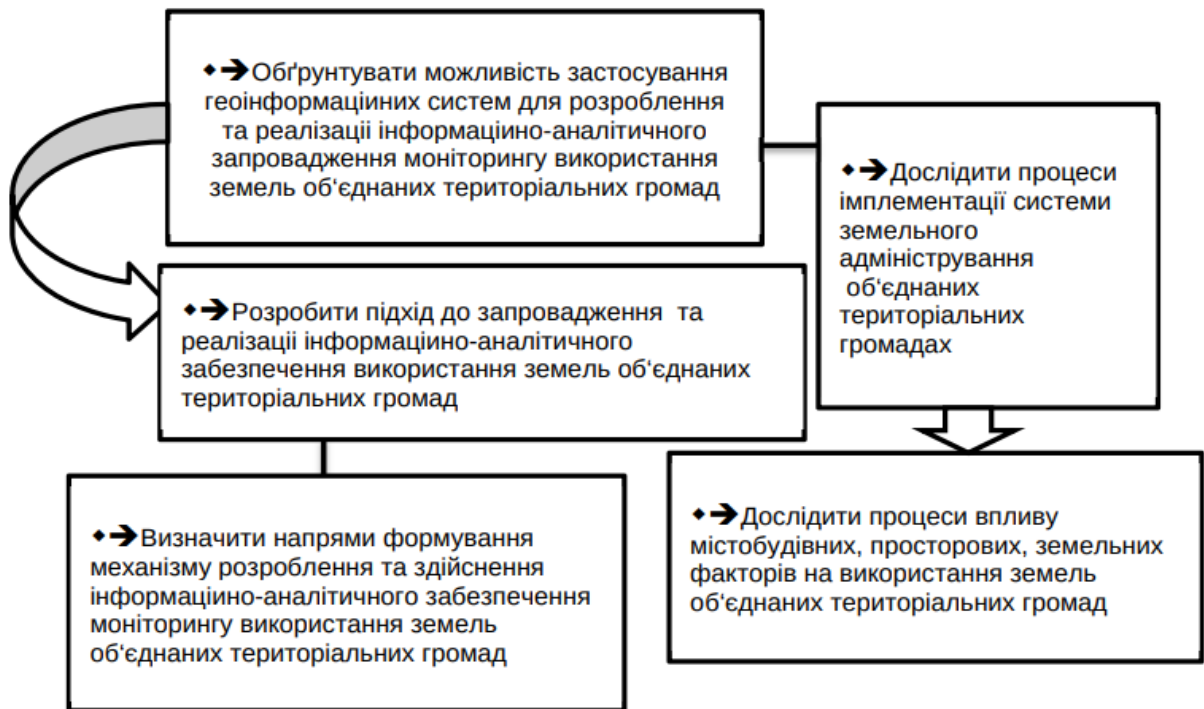 ◆➔Обґрунтувати можливість застосування
геоінформаціиних систем для розроблення
та реалізаціі інформаціино-аналітичного
запровадження моніторингу використання
земель об‘єднаних територіальних громад
◆➔Дослідити процеси
імплементації системи
земельного
адміністрування
об‘єднаних
територіальних
громадах
◆➔Розробити підхід до запровадження та
реалізаціі інформаціино-аналітичного
забезпечення використання земель об‘єднаних
територіальних громад
◆➔Визначити напрями формування
механізму розроблення та здійснення
інформаціино-аналітичного забезпечення
моніторингу використання земель
об‘єднаних територіальних громад
◆➔Дослідити процеси впливу
містобудівних, просторових, земельних
факторів на використання земель
об‘єднаних територіальних громад